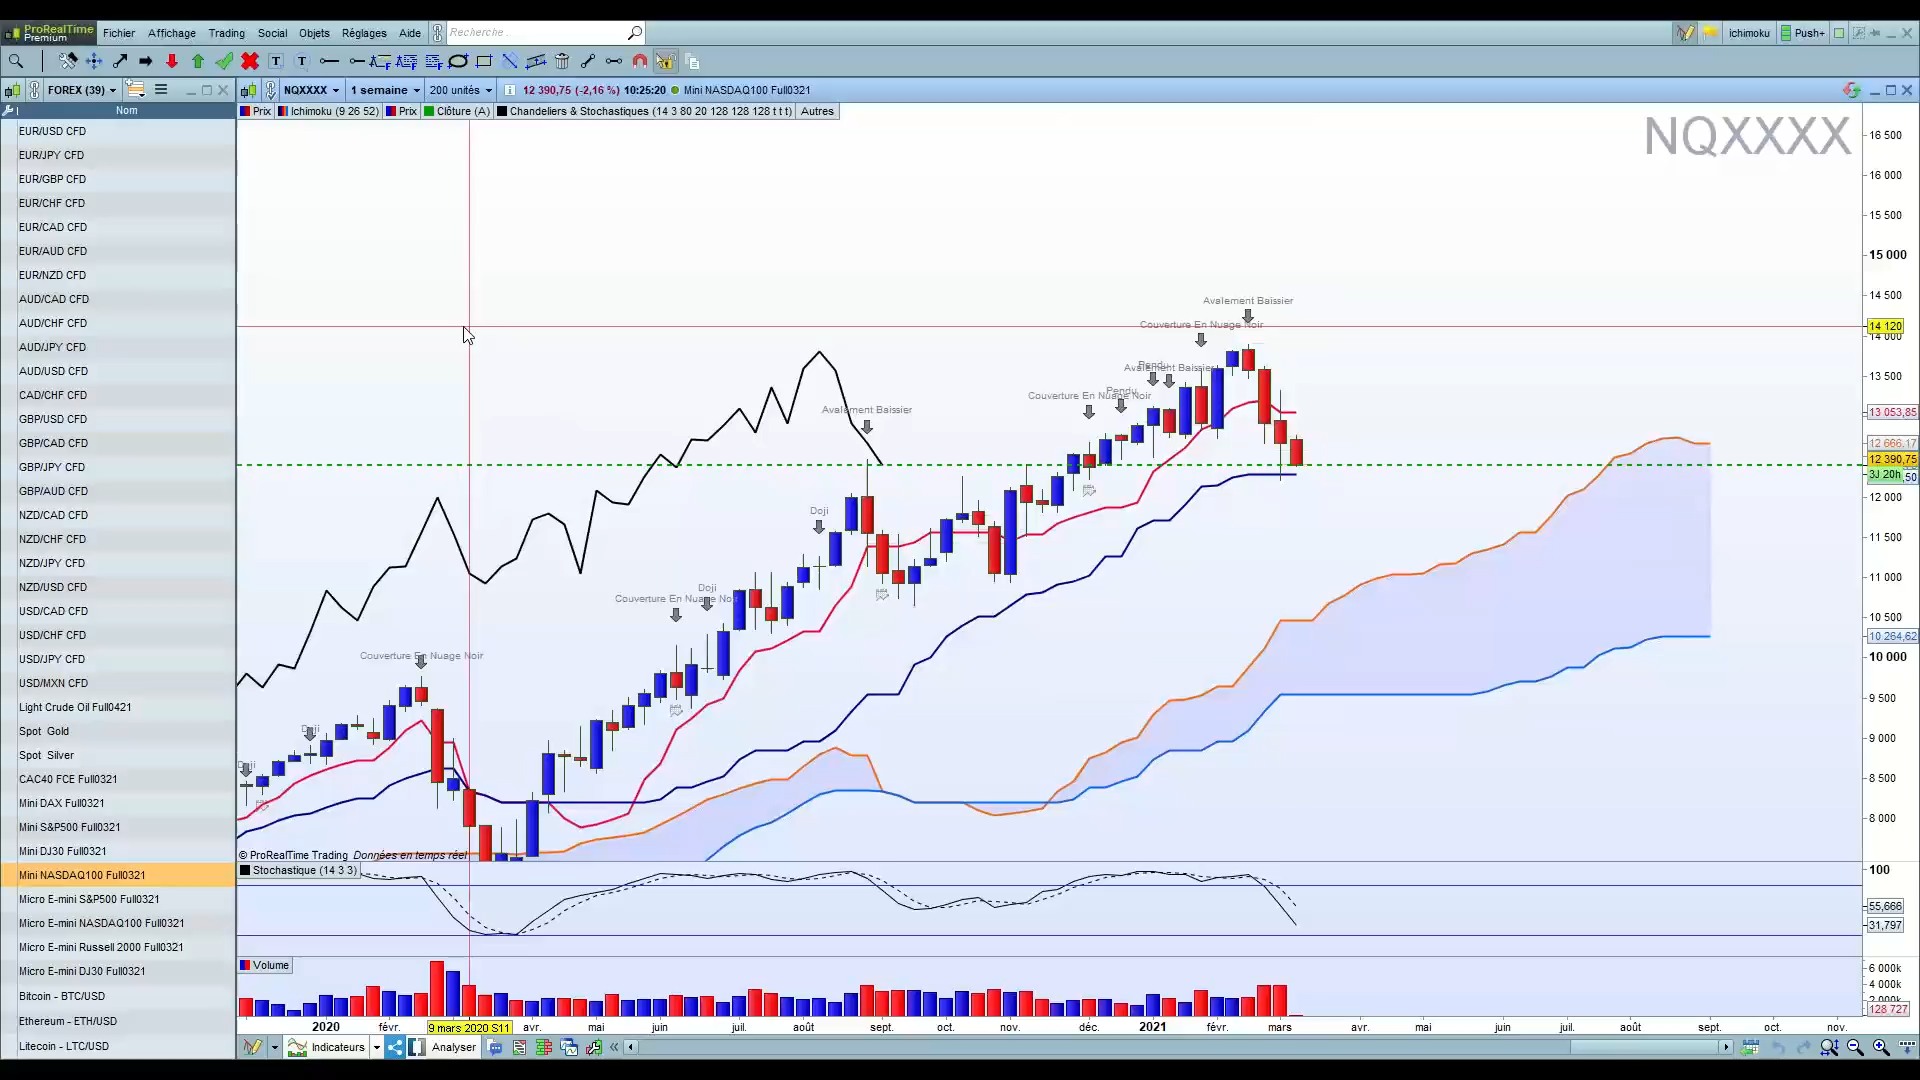 ProRealTime
Premium
Fichier
Affichage
Trading
Social
Objets
Réglages
Aide
Recherche
ichimoku
Push+
FOREX (39)
NQXXXX
1 semaine
200 unités
12 390,75 (-2,16 %)
10:25:20
Mini NASDAQ100 Full0321
Nom
Prix
Ichimoku (9 26 52)
Prix
Clôture (A)
Chandeliers & Stochastiques (14 3 80 20 128 128 128 t t t)
Autres
EUR/USD CFD
EUR/JPY CFD
EUR/GBP CFD
EUR/CHF CFD
EUR/CAD CFD
EUR/AUD CFD
EUR/NZD CFD
AUD/CAD CFD
AUD/CHF CFD
AUD/JPY CFD
AUD/USD CFD
CAD/CHF CFD
GBP/USD CFD
GBP/CAD CFD
GBP/JPY CFD
GBP/AUD CFD
NZD/CAD CFD
NZD/CHF CFD
NZD/JPY CFD
NZD/USD CFD
USD/CAD CFD
USD/CHF CFD
USD/JPY CFD
USD/MXN CFD
Light Crude Oil Full0421
Spot Gold
Spot Silver
CAC40 FCE Full0321
Mini DAX Full0321
Mini S&P500 Full0321
Mini DJ30 Full0321
Mini NASDAQ100 Full0321
Micro E-mini S&P500 Full0321
Micro E-mini NASDAQ100 Full0321
Micro E-mini Russell 2000 Full0321
Micro E-mini DJ30 Full0321
Bitcoin - BTC/USD
Ethereum - ETH/USD
Litecoin - LTC/USD
NQXXXX
Avalement Baissier
Couverture En Nuage Noir
Avalement Baissier
Pendu
Couverture En Nuage Noir
Avalement Baissier
Doji
Doji
Couverture En Nuage Noir
Couverture En Nuage Noir
Doji
Doji
16 500
16 000
15 500
15 000
14 500
14 120
14 000
13 500
13 053,85
12 666,17
12 390,75
3J 20h
,50
12 000
11 500
11 000
10 500
10 264,62
10 000
9 500
9 000
8 500
8 000
© ProRealTime Trading Données en temps réel
Stochastique (14 3 3)
100
55,666
31,797
Volume
6 000k
4 000k
128 727
2020
févr.
9 mars 2020 S11
avr.
mai
juin
juil.
août
sept.
oct.
nov.
déc.
2021
févr.
mars
avr.
mai
juin
juil.
août
sept.
oct.
nov.
Indicateurs
Analyser